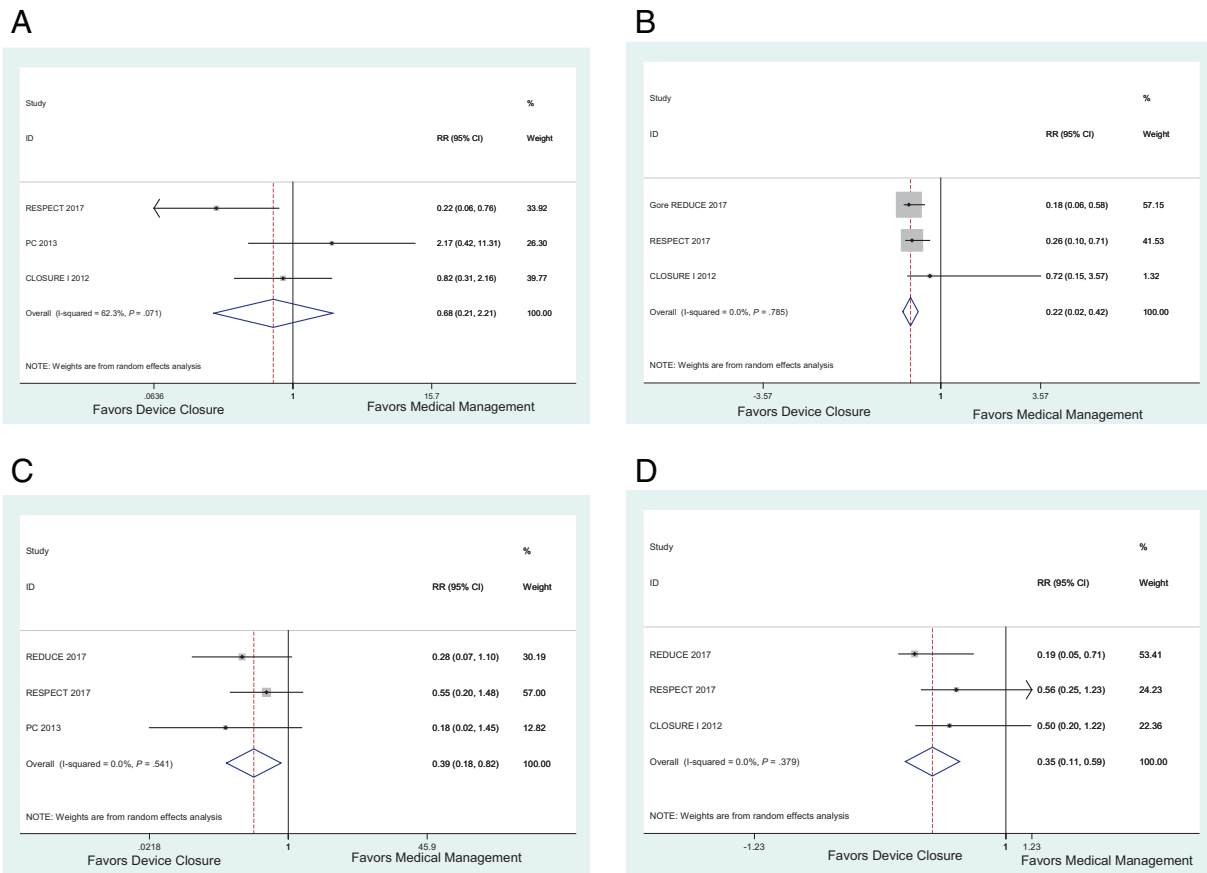 A
Study %
ID RR (95% CI) Weight
RESPECT 2017 0.22 (0.06, 0.76) 33.92
PC 2013 2.17 (0.42, 11.31) 26.30
CLOSURE I 2012 0.82 (0.31, 2.16) 39.77
Overall (I-squared = 62.3%, P = .071) 0.68 (0.21, 2.21) 100.00
NOTE: Weights are from random effects analysis
.0636 1 15.7
Favors Device Closure Favors Medical Management
B
Study %
ID RR (95% CI) Weight
Gore REDUCE 2017 0.18 (0.06, 0.58) 57.15
RESPECT 2017 0.26 (0.10, 0.71) 41.53
CLOSURE I 2012 0.72 (0.15, 3.57) 1.32
Overall (I-squared = 0.0%, P = .785) 0.22 (0.02, 0.42) 100.00
NOTE: Weights are from random effects analysis
-3.57 1 3.57
Favors Device Closure Favors Medical Management
C
Study %
ID RR (95% CI) Weight
REDUCE 2017 0.28 (0.07, 1.10) 30.19
RESPECT 2017 0.55 (0.20, 1.48) 57.00
PC 2013 0.18 (0.02, 1.45) 12.82
Overall (I-squared = 0.0%, P = .541) 0.39 (0.18, 0.82) 100.00
NOTE: Weights are from random effects analysis
.0218 1 45.9
Favors Device Closure Favors Medical Management
D
Study %
ID RR (95% CI) Weight
REDUCE 2017 0.19 (0.05, 0.71) 53.41
RESPECT 2017 0.56 (0.25, 1.23) 24.23
CLOSURE I 2012 0.50 (0.20, 1.22) 22.36
Overall (I-squared = 0.0%, P = .379) 0.35 (0.11, 0.59) 100.00
NOTE: Weights are from random effects analysis
-1.23 1 1.23
Favors Device Closure Favors Medical Management